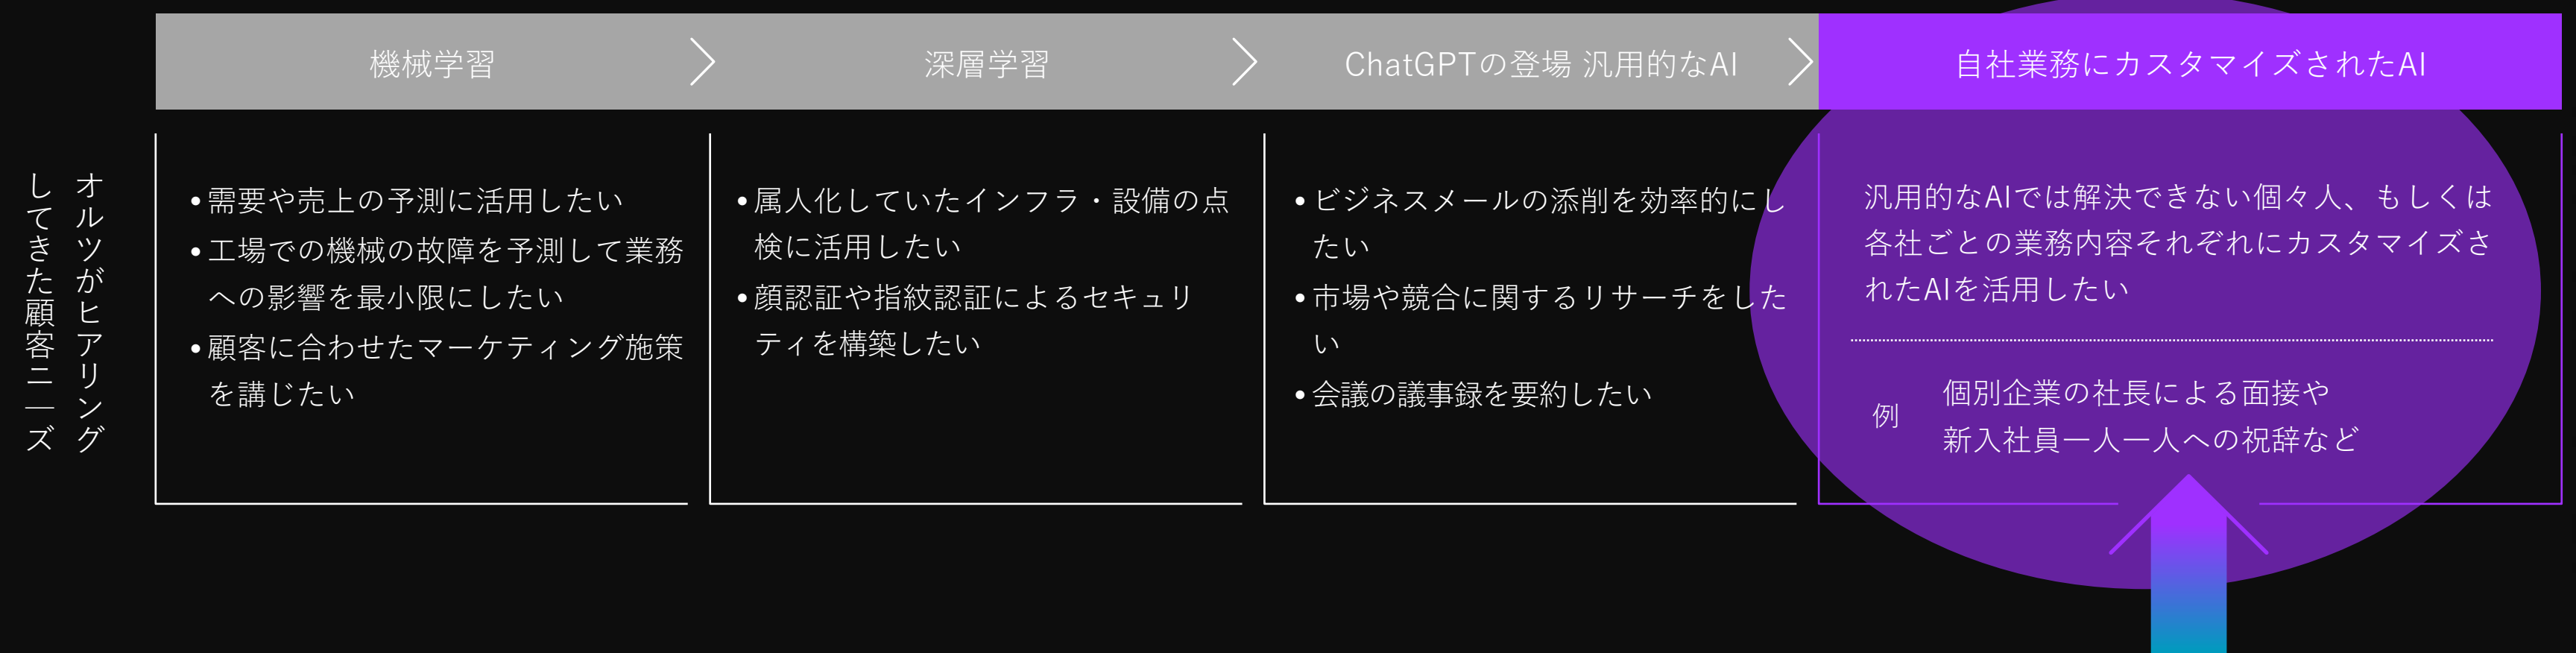 機械学習
深層学習
ChatGPTの登場 汎用的なAI
自社業務にカスタマイズされたAI
オルツがヒアリング
してきた顧客ニーズ
•需要や売上の予測に活用したい
•工場での機械の故障を予測して業務
への影響を最小限にしたい
•顧客に合わせたマーケティング施策
を講じたい
•属人化していたインフラ・設備の点
検に活用したい
•顔認証や指紋認証によるセキュリ
ティを構築したい
•ビジネスメールの添削を効率的にし
たい
•市場や競合に関するリサーチをした
い
•会議の議事録を要約したい
汎用的なAIでは解決できない個々人、もしくは
各社ごとの業務内容それぞれにカスタマイズさ
れたAIを活用したい
例
個別企業の社長による面接や
新入社員一人一人への祝辞など